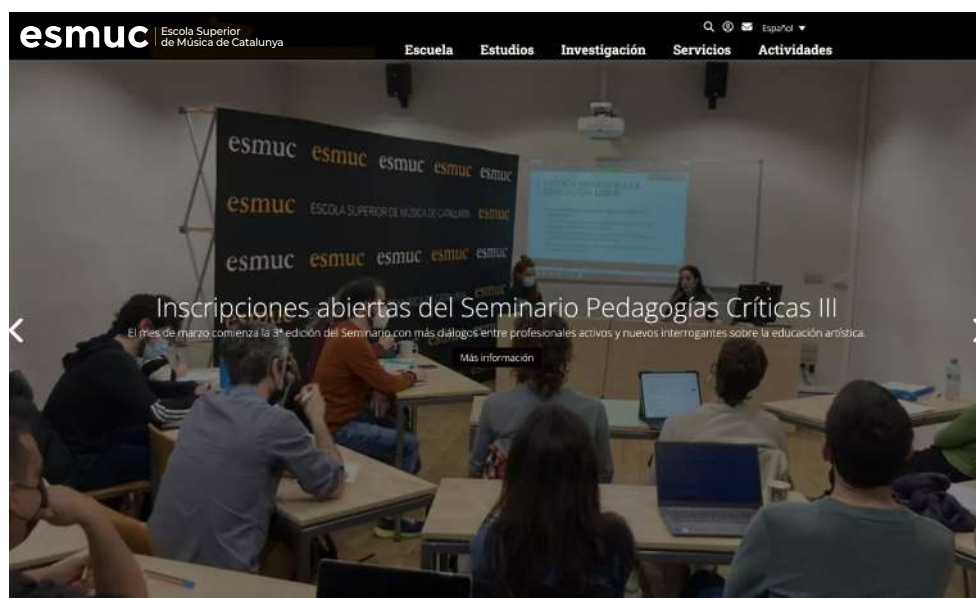 esmuc
Escola Superior
de Música de Catalunya
Español
Escuela Estudios Investigación Servicios Actividades
esmuc esmuc esmuc esmuc esmuc
esmuc ESCOLA SUPERIOR DE MÚSICA DE CATALUNYA esmuc
esmuc esmuc esmuc esmuc esmuc
esmuc
Inscripciones abiertas del Seminario Pedagogías Críticas III
El mes de marzo comienza la 3ª edición del Seminario con más diálogos entre profesionales activos y nuevos interrogantes sobre la educación artística.
Más información